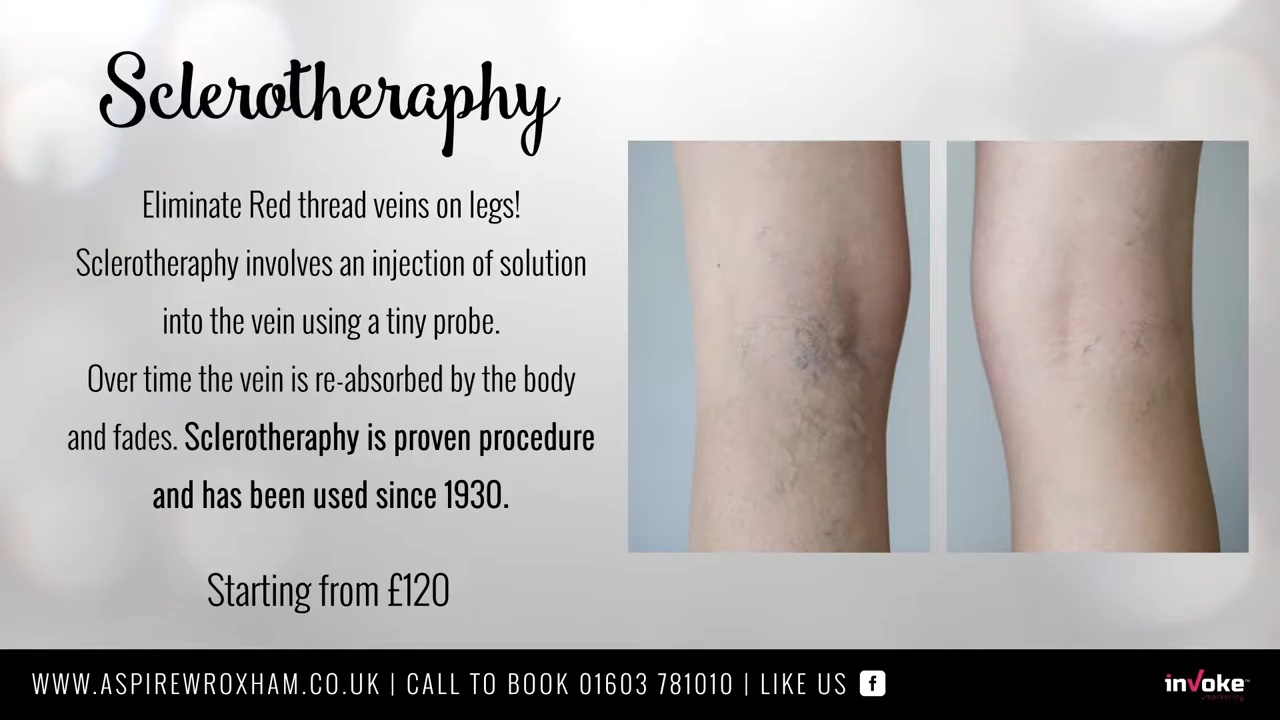 Sclerotheraphy
Eliminate Red thread veins on legs!
Sclerotheraphy involves an injection of solution
into the vein using a tiny probe.
Over time the vein is re-absorbed by the body
and fades. Sclerotheraphy is proven procedure
and has been used since 1930.
Starting from £120
WWW.ASPIREWROXHAM.CO.UK | CALL TO BOOK 01603 781010 | LIKE US f
invoke™
marketing